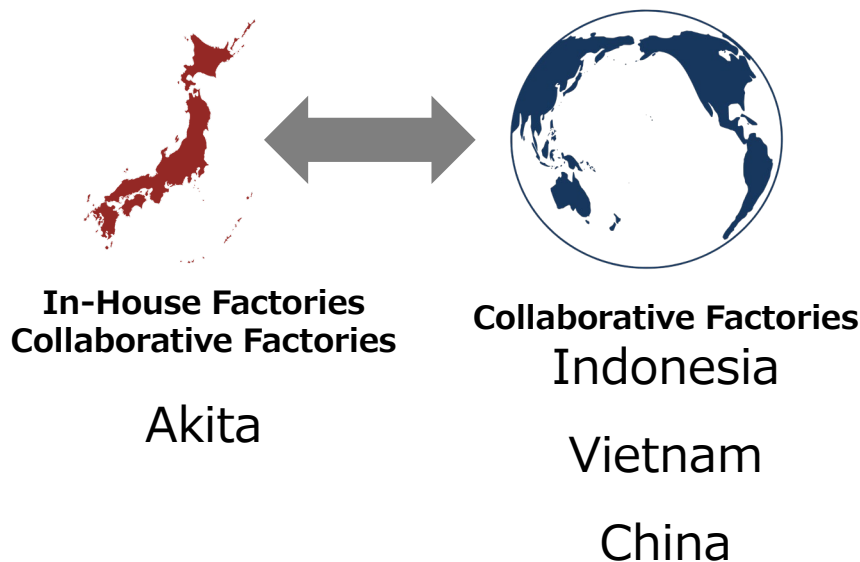 In-House Factories
Collaborative Factories
Akita
Collaborative Factories
Indonesia
Vietnam
China